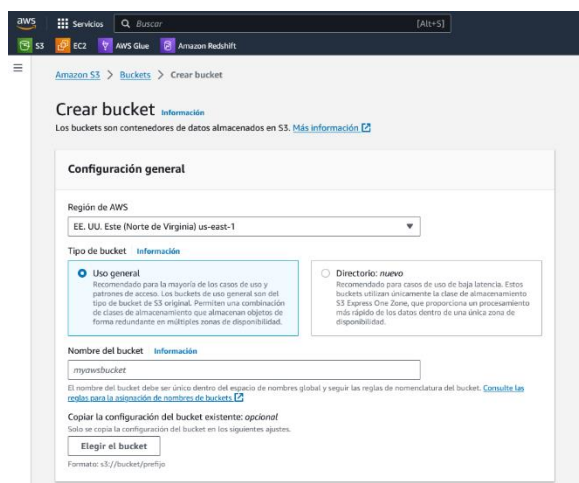 aws
Servicios
Buscar
[Alt+S]
S3
EC2
AWS Glue
Amazon Redshift
Amazon S3 > Buckets > Crear bucket
Crear bucket Información
Los buckets son contenedores de datos almacenados en S3. Más información
Configuración general
Región de AWS
EE. UU. Este (Norte de Virginia) us-east-1
Tipo de bucket Información
Uso general
Recomendado para la mayoría de los casos de uso y
patrones de acceso. Los buckets de uso general son del
tipo de bucket de S3 original. Permiten una combinación
de clases de almacenamiento que almacenan objetos de
forma redundante en múltiples zonas de disponibilidad.
Directorio: nuevo
Recomendado para casos de uso de baja latencia. Estos
buckets utilizan únicamente la clase de almacenamiento
S3 Express One Zone, que proporciona un procesamiento
más rápido de los datos dentro de una única zona de
disponibilidad.
Nombre del bucket Información
myawsbucket
El nombre del bucket debe ser único dentro del espacio de nombres global y seguir las reglas de nomenclatura del bucket. Consulte las
reglas para la asignación de nombres de buckets
Copiar la configuración del bucket existente: opcional
Solo se copia la configuración del bucket en los siguientes ajustes.
Elegir el bucket
Formato: s3://bucket/prefijo